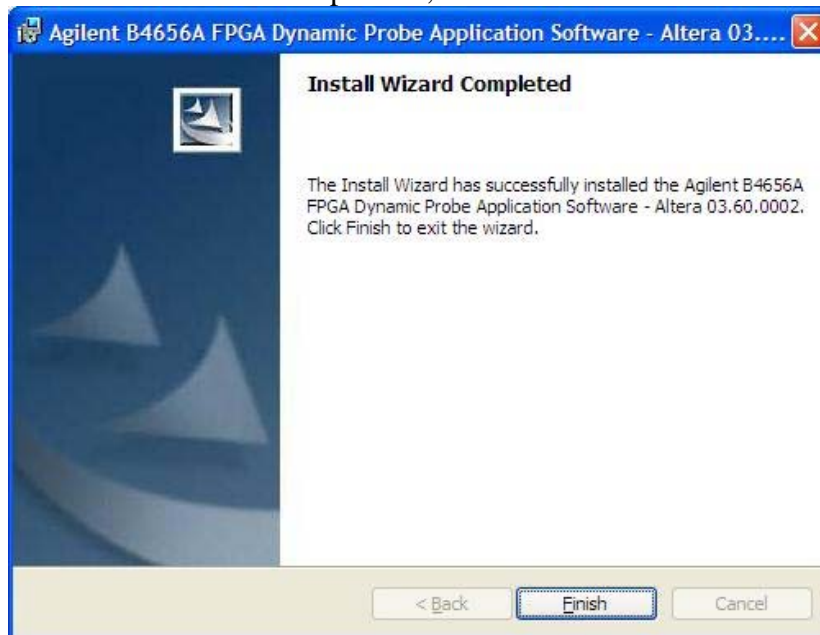 Agilent B4656A FPGA Dynamic Probe Application Software - Altera 03....
Install Wizard Completed
The Install Wizard has successfully installed the Agilent B4656A
FPGA Dynamic Probe Application Software - Altera 03.60.0002.
Click Finish to exit the wizard.
< Back Finish Cancel